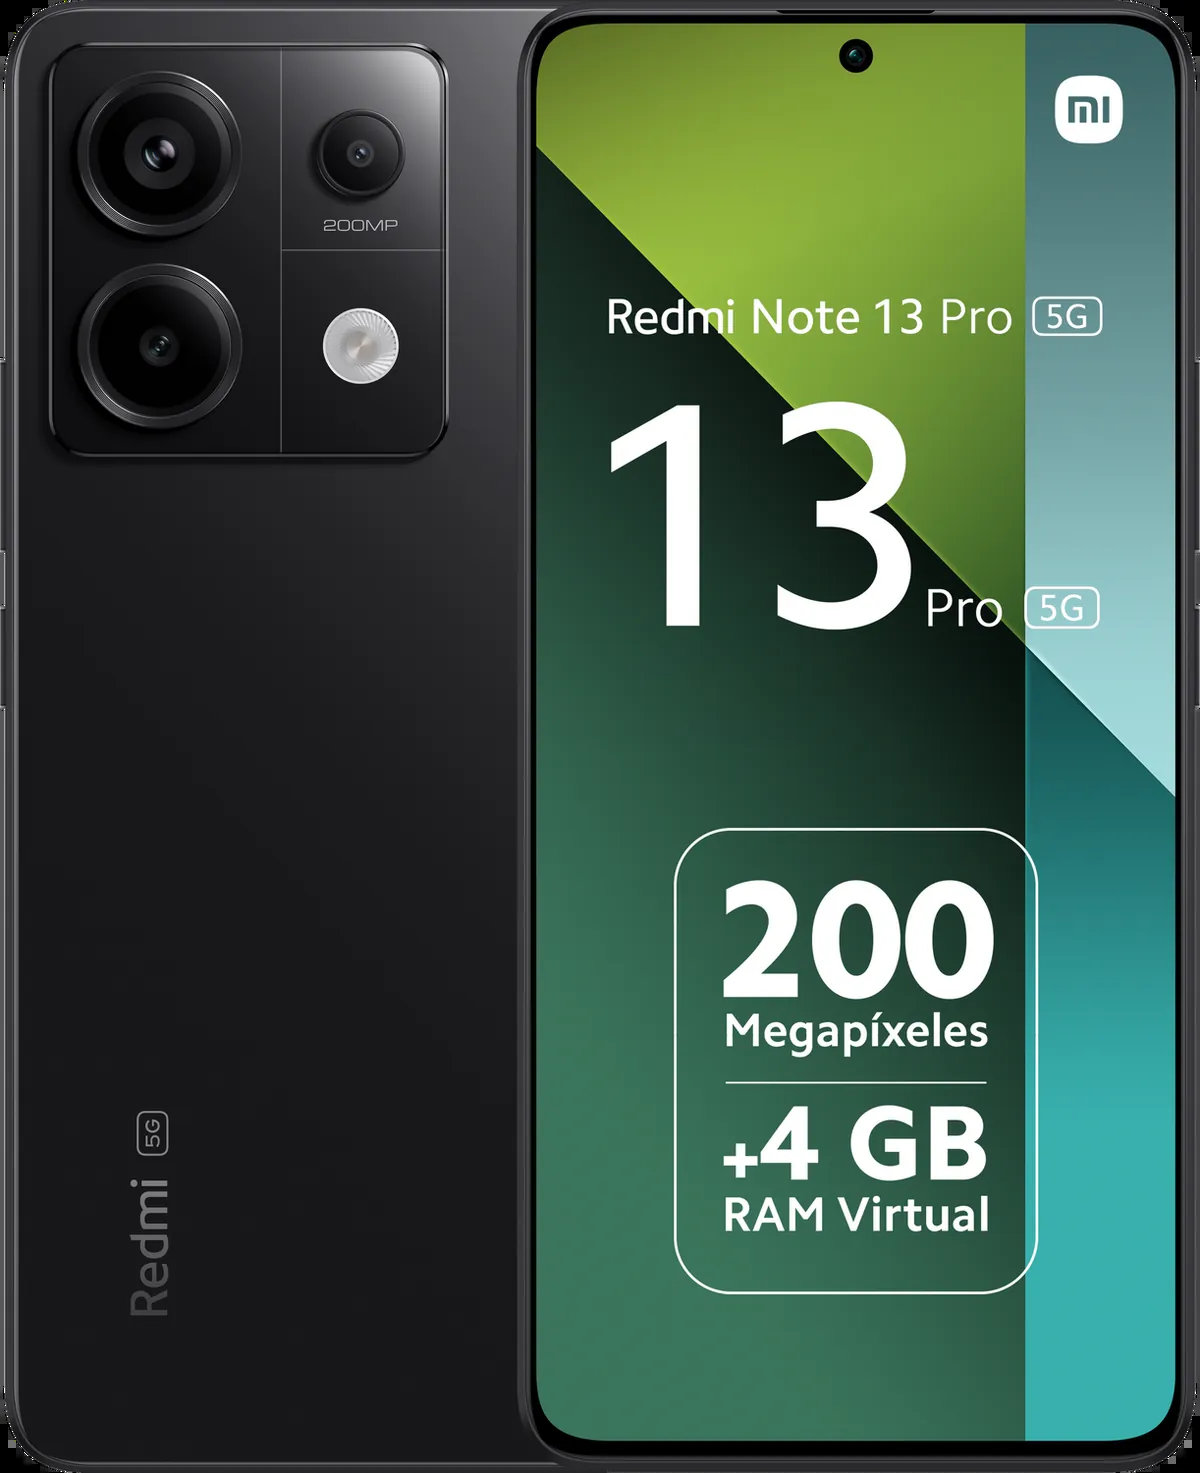 200MP
Redmi 5G
mi
Redmi Note 13 Pro 5G
13 Pro 5G
200
Megapíxeles
+4 GB
RAM Virtual